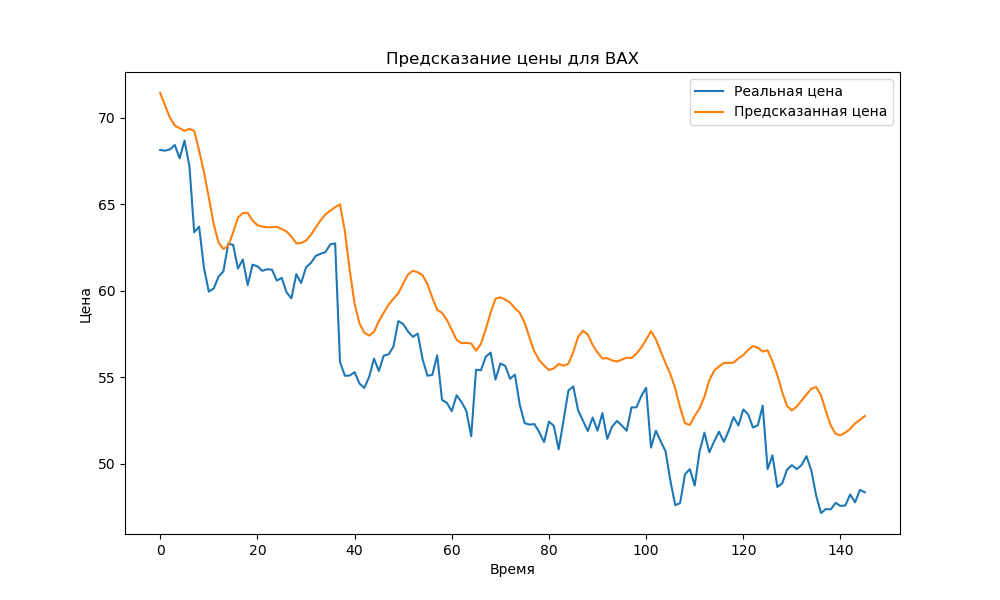 Предсказание цены для BAX
Реальная цена
Предсказанная цена
Цена
70
65
60
55
50
0 20 40 60 80 100 120 140
Время